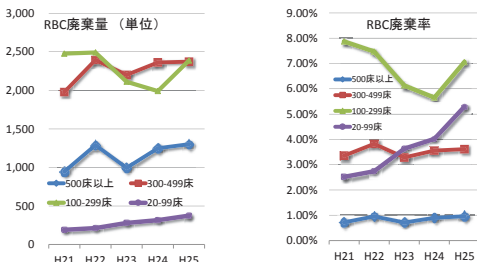 RBC廃棄量 （単位）
3,000
2,500
2,000
1,500
1,000
500
0
500床以上 300-499床
100-299床 20-99床
H21 H22 H23 H24 H25
RBC廃棄率
9.00%
8.00%
7.00%
6.00%
5.00%
4.00%
3.00%
2.00%
1.00%
0.00%
500床以上
300-499床
100-299床
20-99床
H21 H22 H23 H24 H25